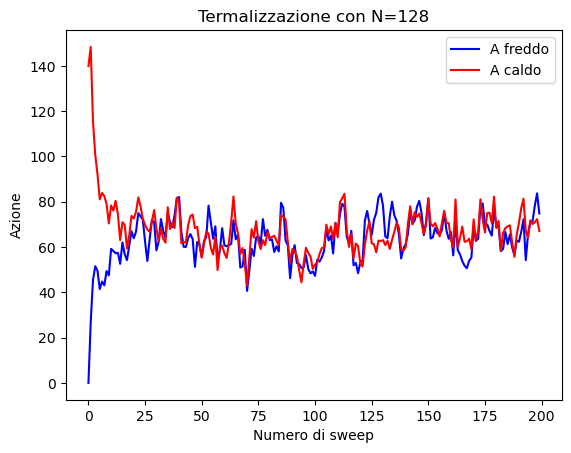 Termalizzazione con N=128
A freddo
A caldo
Azione
140
120
100
80
60
40
20
0
0 25 50 75 100 125 150 175 200
Numero di sweep